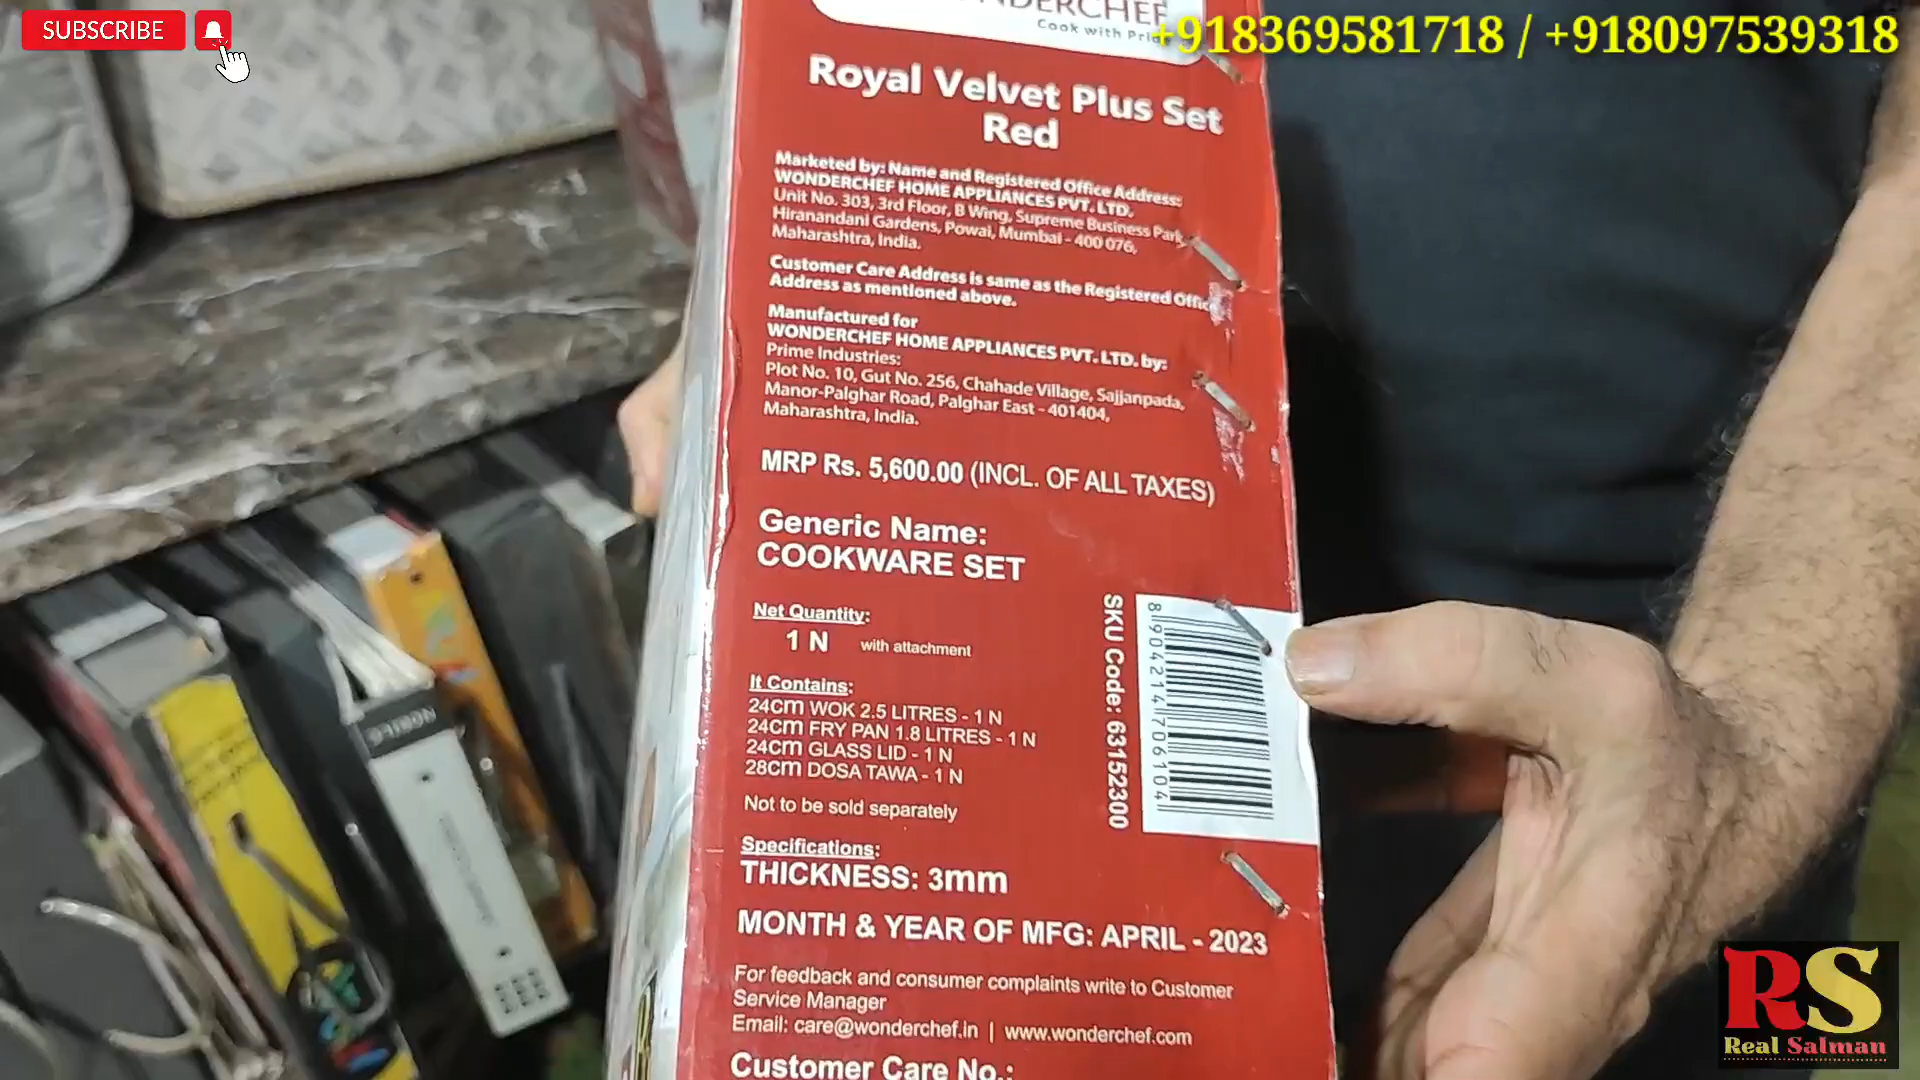 SUBSCRIBE
+918369581718 / +918097539318
WONDERCHEF
Cook with Pride
Royal Velvet Plus Set
Red
Marketed by: Name and Registered Office Address:
WONDERCHEF HOME APPLIANCES PVT. LTD.
Unit No. 303, 3rd Floor, B Wing, Supreme Business Park,
Hiranandani Gardens, Powai, Mumbai - 400 076,
Maharashtra, India.
Customer Care Address is same as the Registered Office
Address as mentioned above.
Manufactured for
WONDERCHEF HOME APPLIANCES PVT. LTD. by:
Prime Industries:
Plot No. 10, Gut No. 256, Chahade Village, Sajjanpada,
Manor-Palghar Road, Palghar East - 401404,
Maharashtra, India.
MRP Rs. 5,600.00 (INCL. OF ALL TAXES)
Generic Name:
COOKWARE SET
Net Quantity:
1 N with attachment
It Contains:
24cm WOK 2.5 LITRES - 1 N
24cm FRY PAN 1.8 LITRES - 1 N
24cm GLASS LID - 1 N
28cm DOSA TAWA - 1 N
Not to be sold separately
SKU Code: 63152300
8 904214 706104
Specifications:
THICKNESS: 3mm
MONTH & YEAR OF MFG: APRIL - 2023
For feedback and consumer complaints write to Customer
Service Manager
Email: care@wonderchef.in | www.wonderchef.com
Customer Care No.:
RS
Real Salman